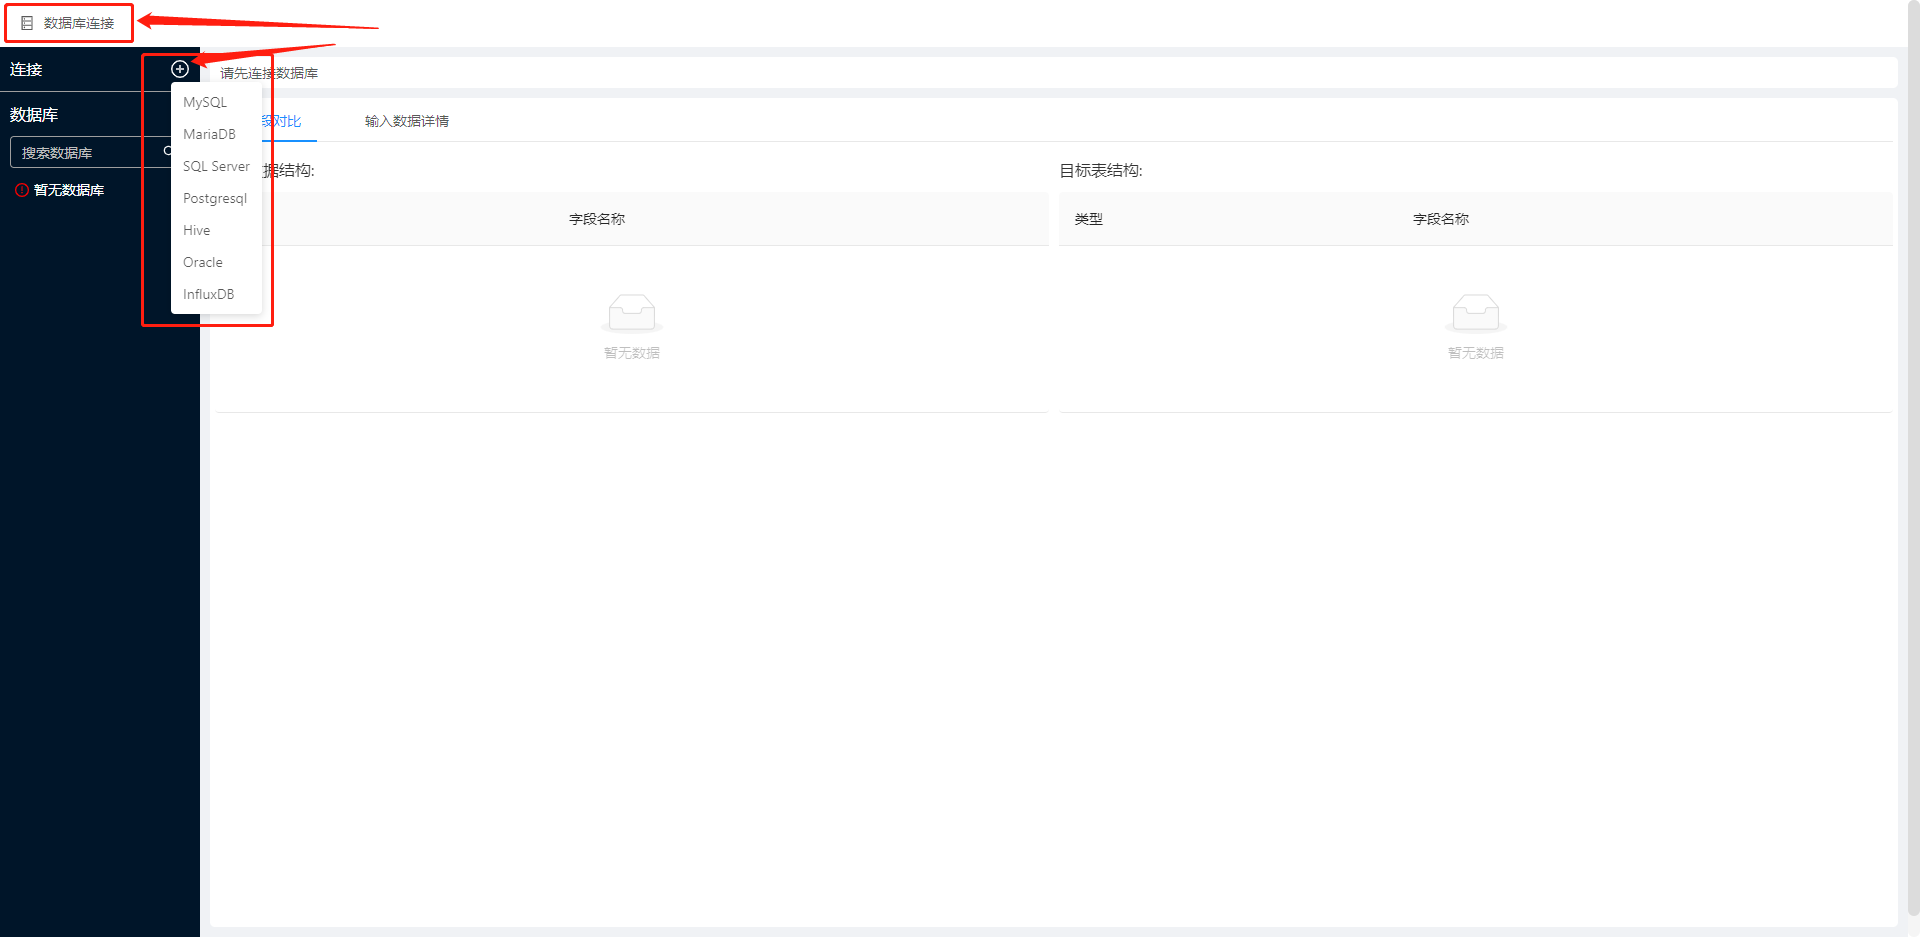 数据库连接
连接
请先连接数据库
MySQL
MariaDB
SQL Server
Postgresql
Hive
Oracle
InfluxDB
数据库
搜索数据库
暂无数据库
段对比
输入数据详情
据结构:
目标表结构:
字段名称
类型
字段名称
暂无数据
暂无数据